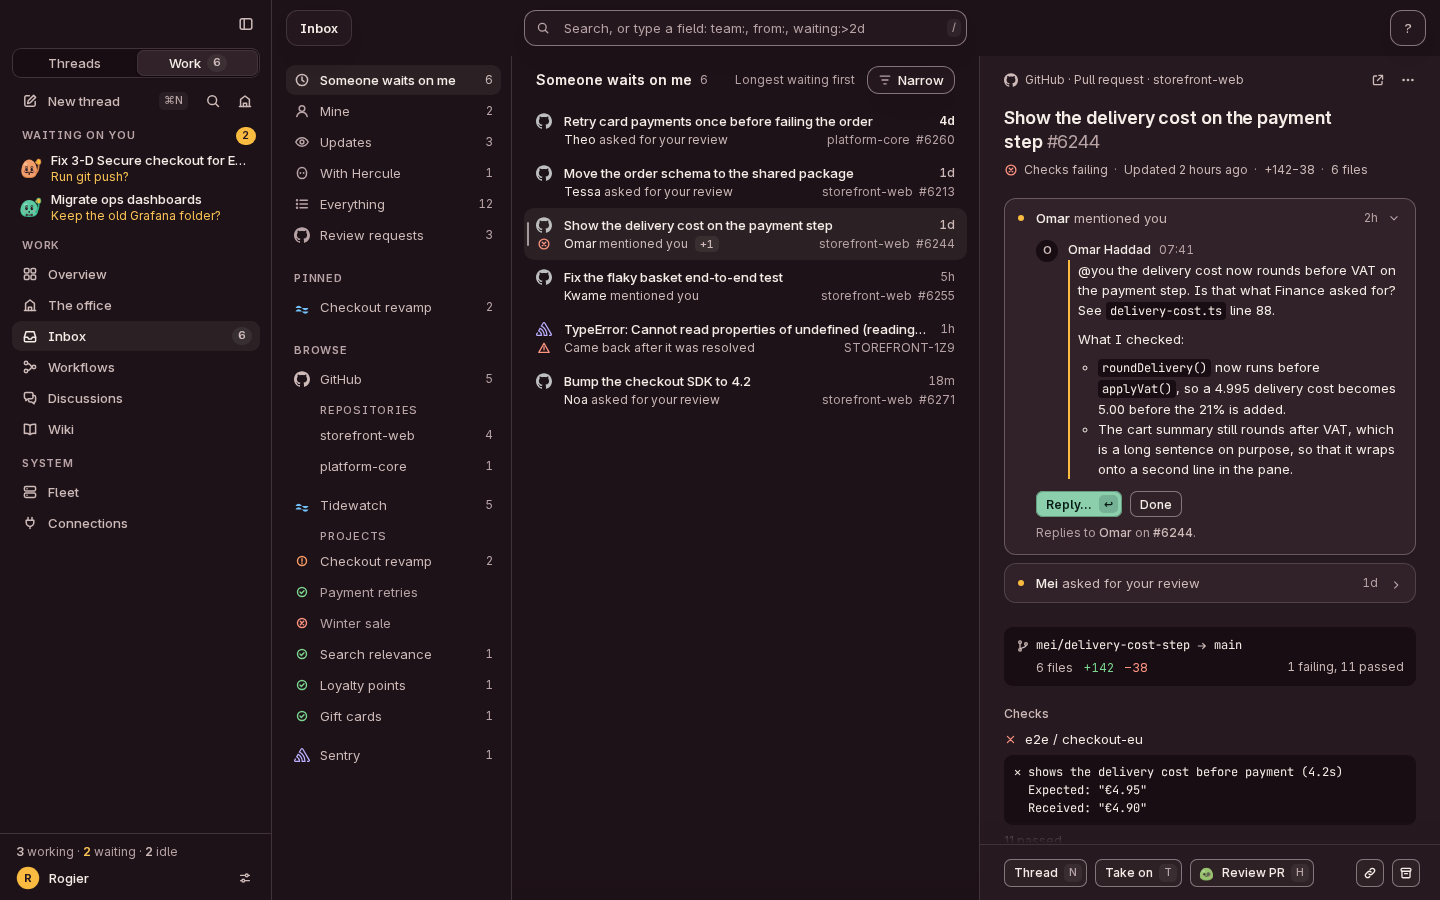 Threads
Work 6
New thread ⌘N
WAITING ON YOU 2
Fix 3-D Secure checkout for E…
Run git push?
Migrate ops dashboards
Keep the old Grafana folder?
WORK
Overview
The office
Inbox 6
Workflows
Discussions
Wiki
SYSTEM
Fleet
Connections
3 working · 2 waiting · 2 idle
R Rogier
Inbox
Someone waits on me 6
Mine 2
Updates 3
With Hercule 1
Everything 12
Review requests 3
PINNED
Checkout revamp 2
BROWSE
GitHub 5
REPOSITORIES
storefront-web 4
platform-core 1
Tidewatch 5
PROJECTS
Checkout revamp 2
Payment retries
Winter sale
Search relevance 1
Loyalty points 1
Gift cards 1
Sentry 1
Search, or type a field: team:, from:, waiting:>2d /
?
Someone waits on me 6 Longest waiting first Narrow
Retry card payments once before failing the order 4d
Theo asked for your review platform-core #6260
Move the order schema to the shared package 1d
Tessa asked for your review storefront-web #6213
Show the delivery cost on the payment step 1d
Omar mentioned you +1 storefront-web #6244
Fix the flaky basket end-to-end test 5h
Kwame mentioned you storefront-web #6255
TypeError: Cannot read properties of undefined (reading… 1h
Came back after it was resolved STOREFRONT-1Z9
Bump the checkout SDK to 4.2 18m
Noa asked for your review storefront-web #6271
GitHub · Pull request · storefront-web
Show the delivery cost on the payment
step #6244
Checks failing · Updated 2 hours ago · +142−38 · 6 files
Omar mentioned you 2h
O Omar Haddad 07:41
@you the delivery cost now rounds before VAT on
the payment step. Is that what Finance asked for?
See delivery-cost.ts line 88.
What I checked:
roundDelivery() now runs before
applyVat(), so a 4.995 delivery cost becomes
5.00 before the 21% is added.
The cart summary still rounds after VAT, which
is a long sentence on purpose, so that it wraps
onto a second line in the pane.
Reply… ↩ Done
Replies to Omar on #6244.
Mei asked for your review 1d
mei/delivery-cost-step → main
6 files +142 −38 1 failing, 11 passed
Checks
e2e / checkout-eu
× shows the delivery cost before payment (4.2s)
Expected: "€4.95"
Received: "€4.90"
11 passed
Thread N Take on T Review PR H